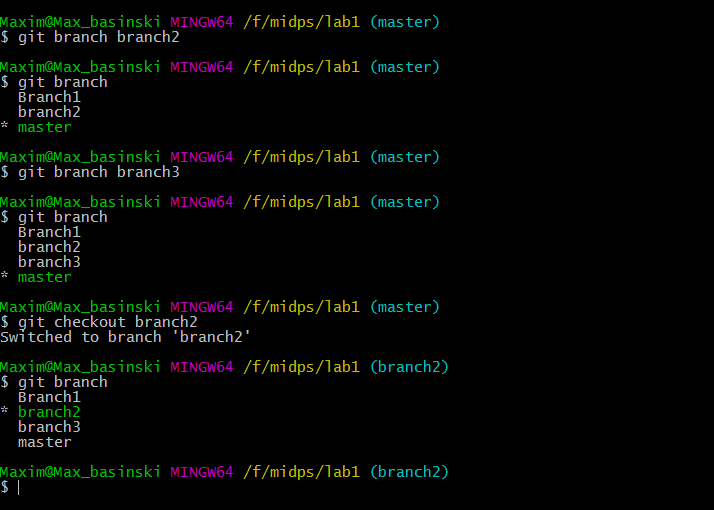 Maxim@Max_basinski MINGW64 /f/midps/lab1 (master)
$ git branch branch2
Maxim@Max_basinski MINGW64 /f/midps/lab1 (master)
$ git branch
Branch1
branch2
* master
Maxim@Max_basinski MINGW64 /f/midps/lab1 (master)
$ git branch branch3
Maxim@Max_basinski MINGW64 /f/midps/lab1 (master)
$ git branch
Branch1
branch2
branch3
* master
Maxim@Max_basinski MINGW64 /f/midps/lab1 (master)
$ git checkout branch2
Switched to branch 'branch2'
Maxim@Max_basinski MINGW64 /f/midps/lab1 (branch2)
$ git branch
Branch1
* branch2
branch3
master
Maxim@Max_basinski MINGW64 /f/midps/lab1 (branch2)
$